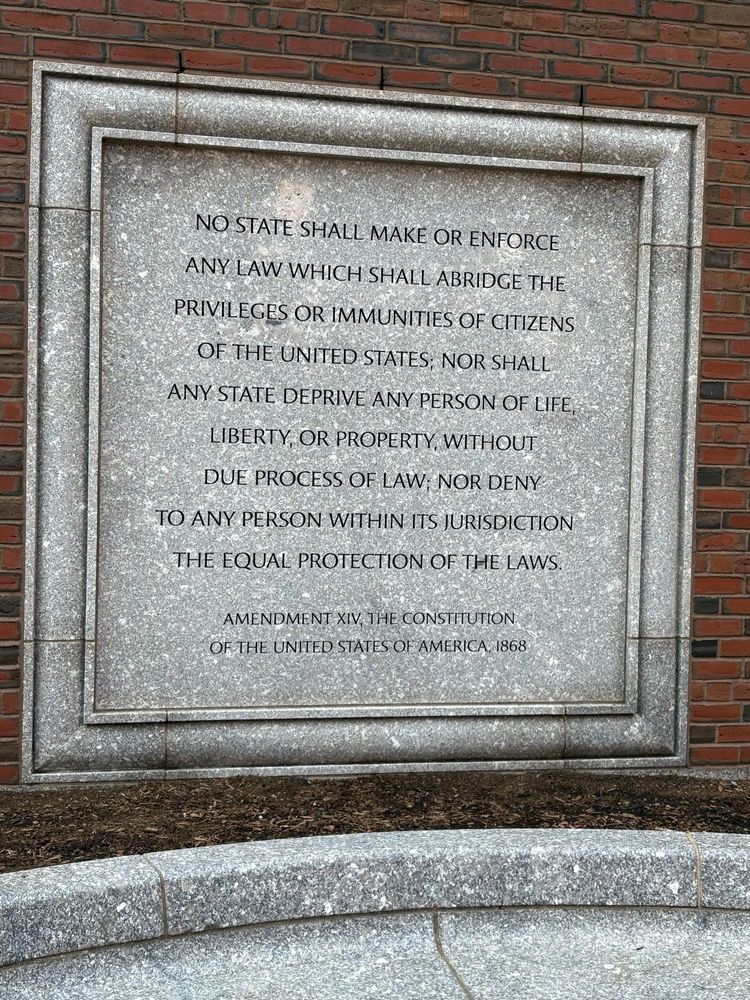 NO STATE SHALL MAKE OR ENFORCE
ANY LAW WHICH SHALL ABRIDGE THE
PRIVILEGES OR IMMUNITIES OF CITIZENS
OF THE UNITED STATES; NOR SHALL
ANY STATE DEPRIVE ANY PERSON OF LIFE,
LIBERTY, OR PROPERTY, WITHOUT
DUE PROCESS OF LAW; NOR DENY
TO ANY PERSON WITHIN ITS JURISDICTION
THE EQUAL PROTECTION OF THE LAWS.
AMENDMENT XIV, THE CONSTITUTION
OF THE UNITED STATES OF AMERICA, 1868